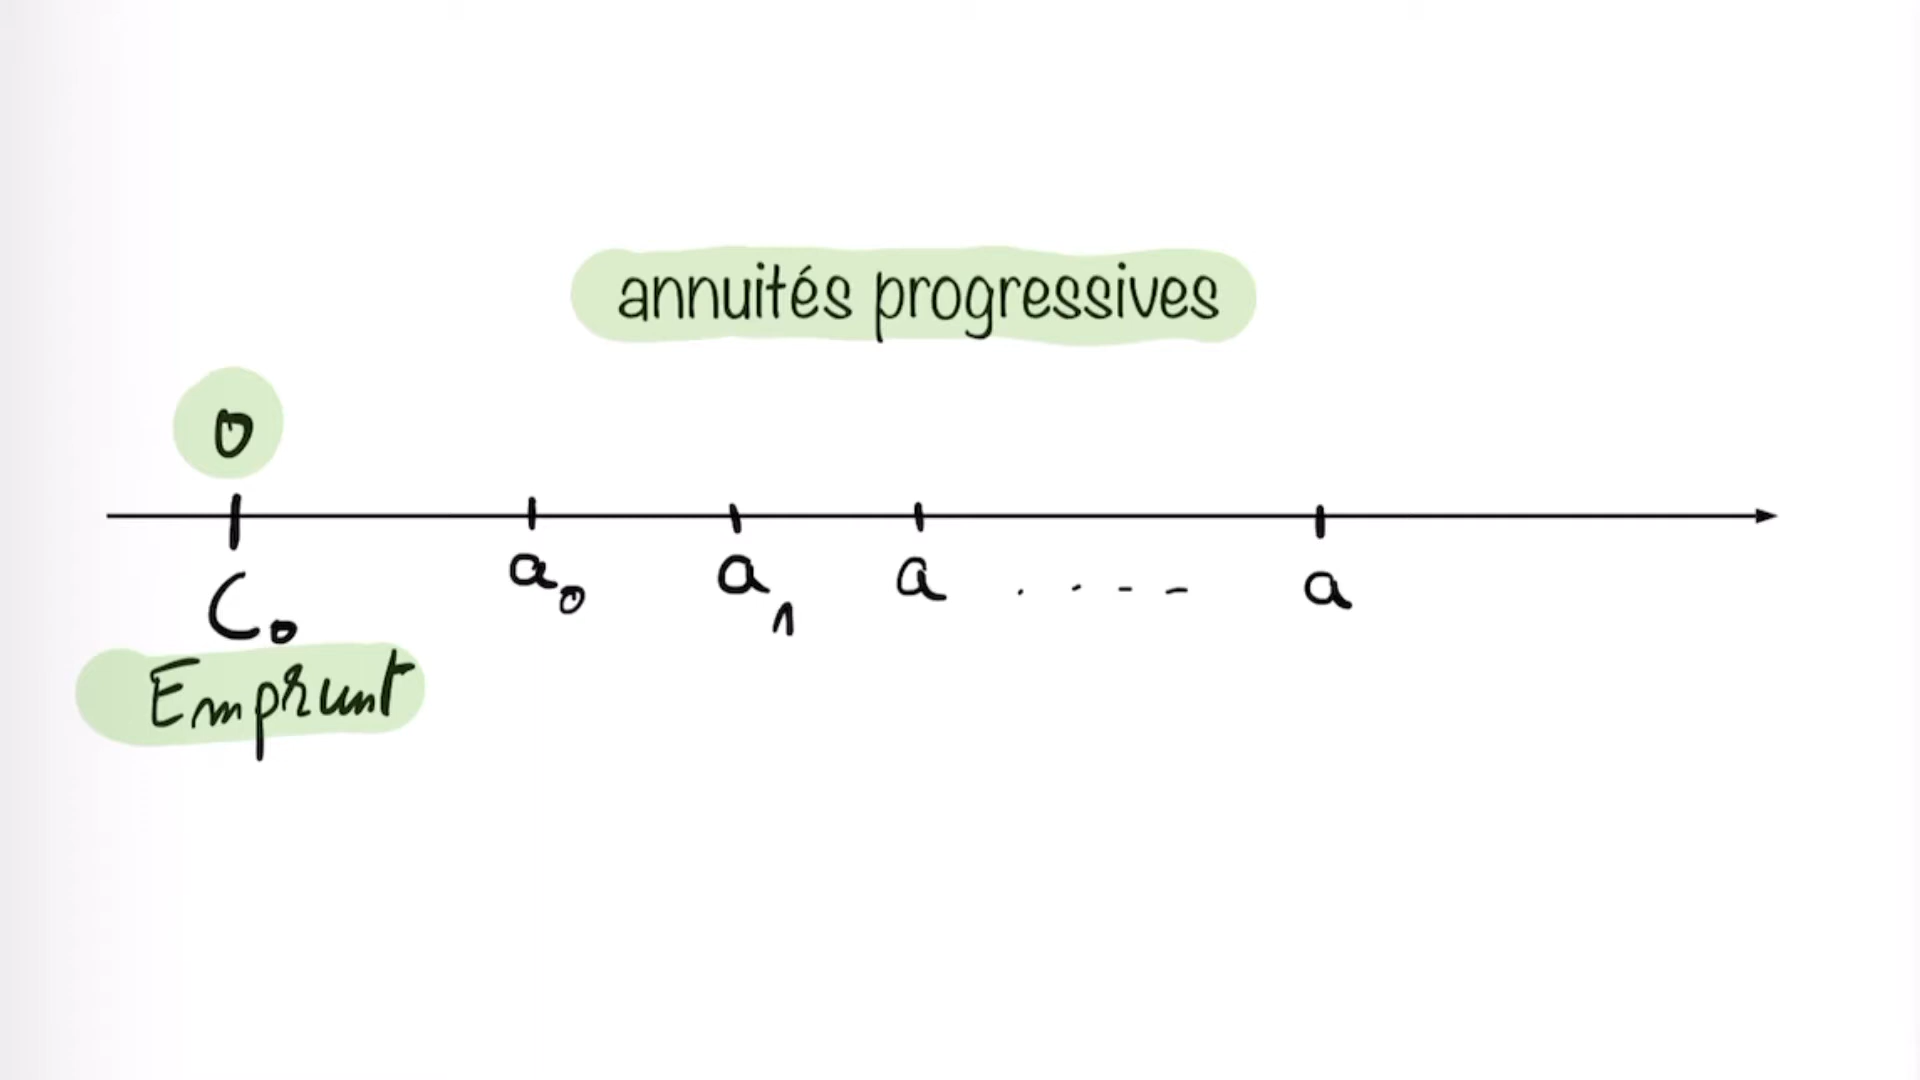 annuités progressives
0
C₀ a₀ a₁ a . . - - a
Emprunt